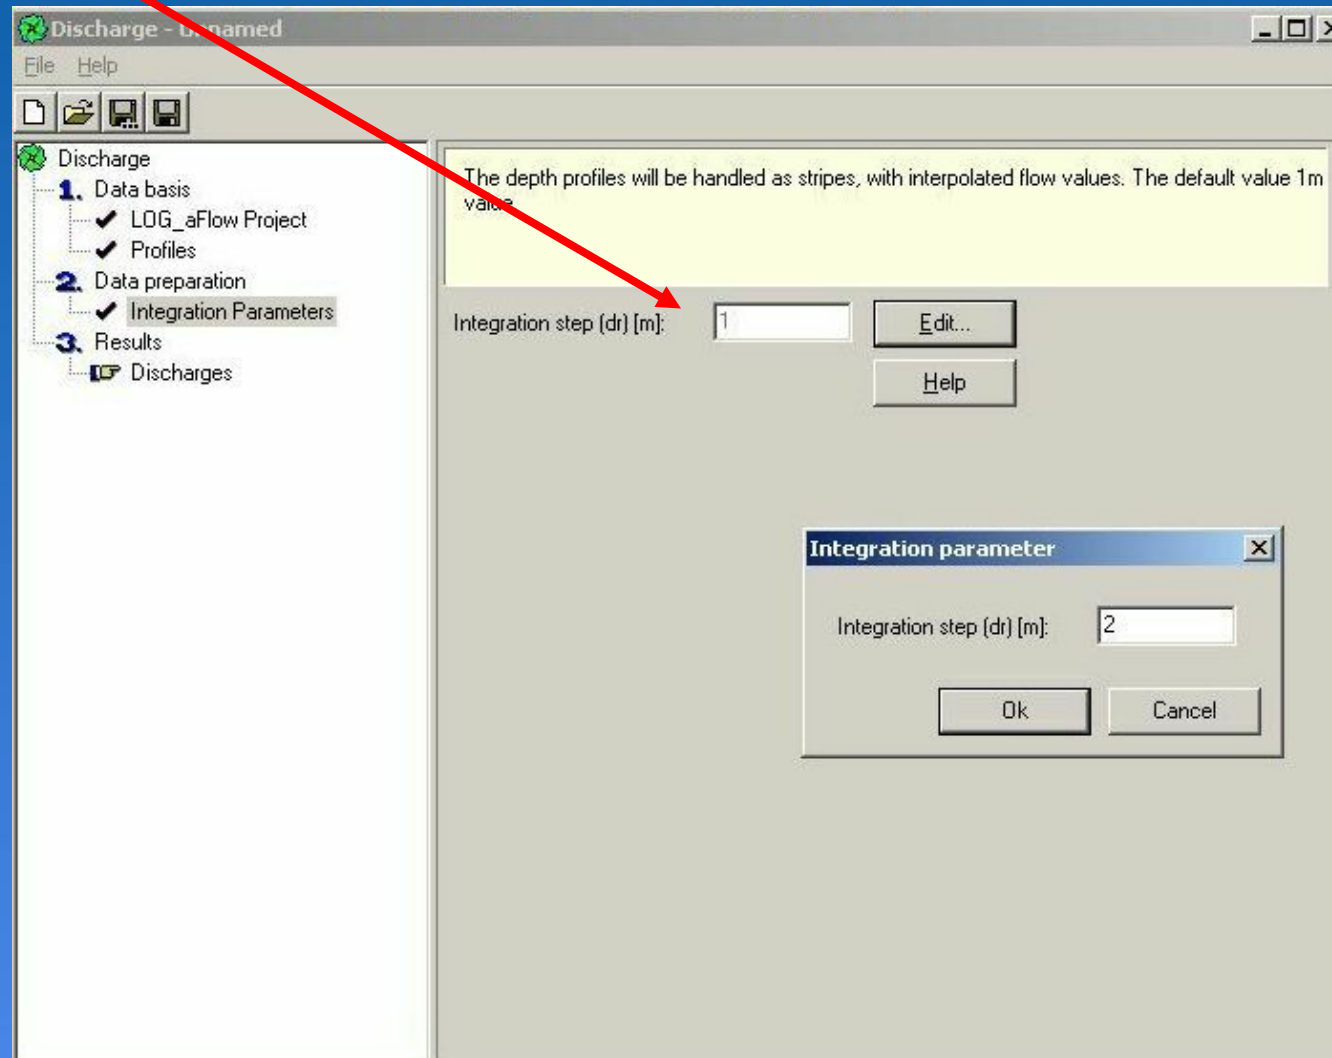 Discharge - Unnamed
File Help
Discharge
1. Data basis
LOG_aFlow Project
Profiles
2. Data preparation
Integration Parameters
3. Results
Discharges
The depth profiles will be handled as stripes, with interpolated flow values. The default value 1m
value
Integration step (dr) [m]: 1 Edit...
Help
Integration parameter
Integration step (dr) [m]: 2
Ok Cancel